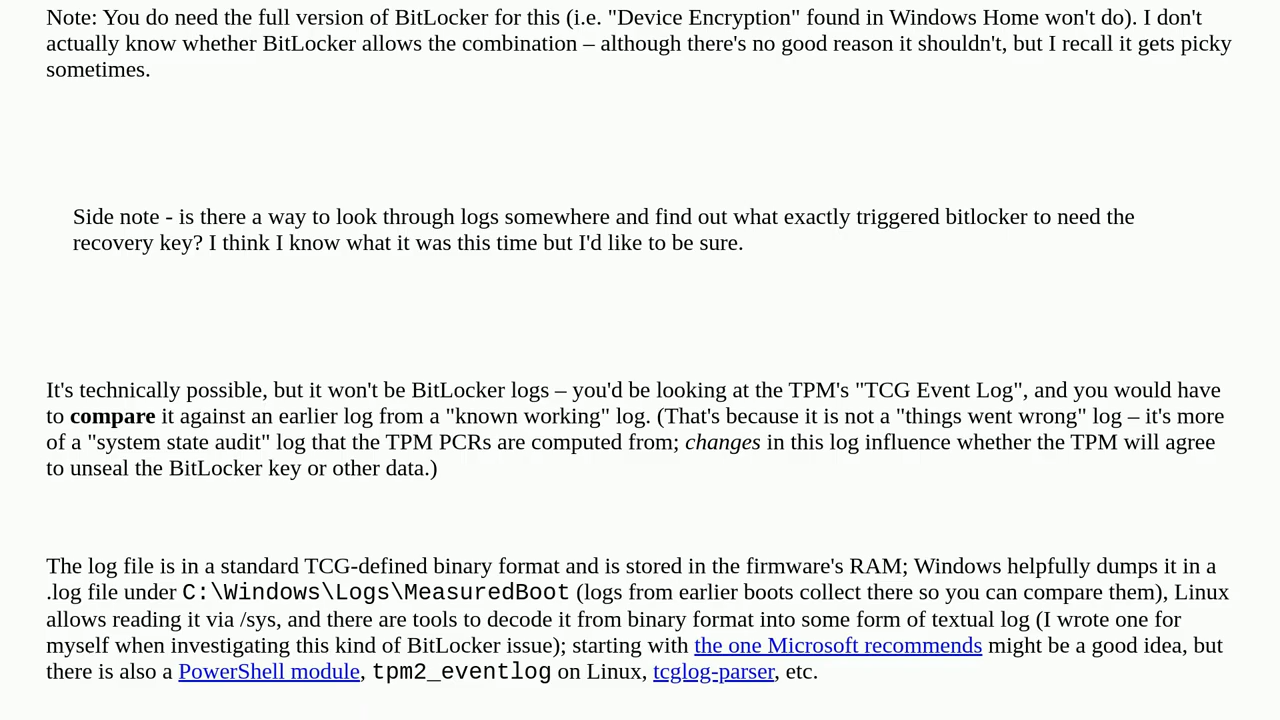 Note: You do need the full version of BitLocker for this (i.e. "Device Encryption" found in Windows Home won't do). I don't
actually know whether BitLocker allows the combination – although there's no good reason it shouldn't, but I recall it gets picky
sometimes.
Side note - is there a way to look through logs somewhere and find out what exactly triggered bitlocker to need the
recovery key? I think I know what it was this time but I'd like to be sure.
It's technically possible, but it won't be BitLocker logs – you'd be looking at the TPM's "TCG Event Log", and you would have
to compare it against an earlier log from a "known working" log. (That's because it is not a "things went wrong" log – it's more
of a "system state audit" log that the TPM PCRs are computed from; changes in this log influence whether the TPM will agree
to unseal the BitLocker key or other data.)
The log file is in a standard TCG-defined binary format and is stored in the firmware's RAM; Windows helpfully dumps it in a
.log file under C:\Windows\Logs\MeasuredBoot (logs from earlier boots collect there so you can compare them), Linux
allows reading it via /sys, and there are tools to decode it from binary format into some form of textual log (I wrote one for
myself when investigating this kind of BitLocker issue); starting with the one Microsoft recommends might be a good idea, but
there is also a PowerShell module, tpm2_eventlog on Linux, tcglog-parser, etc.